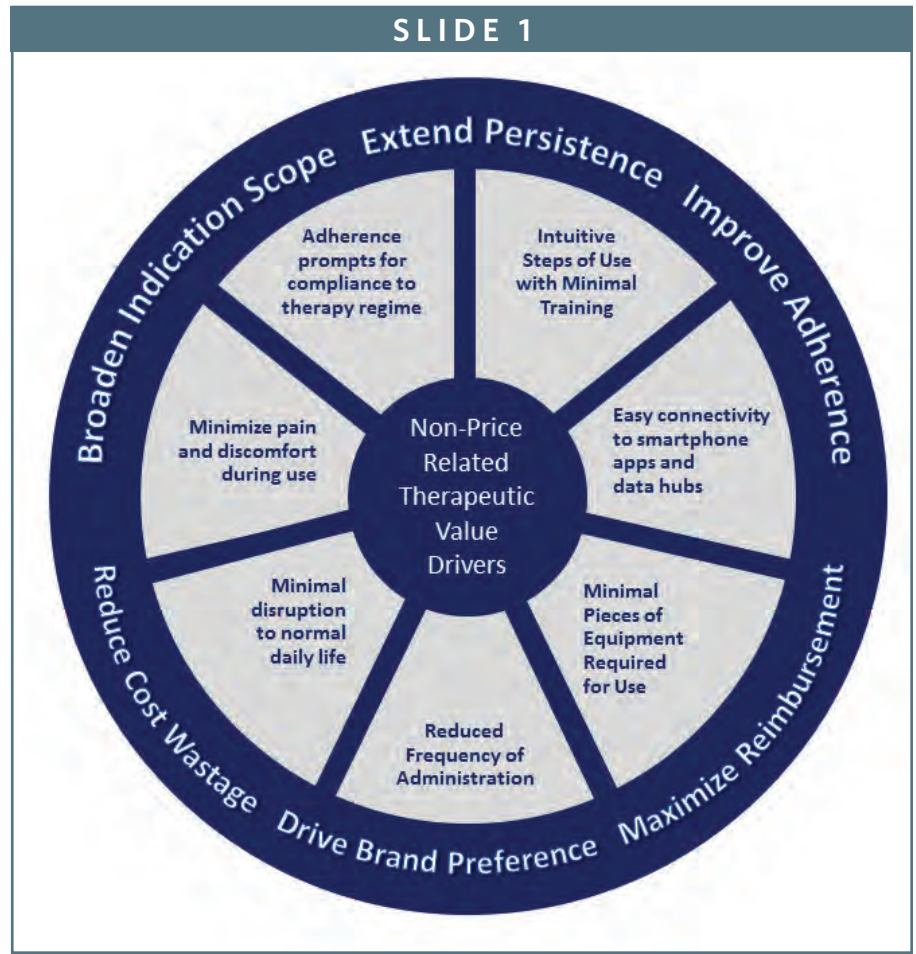 SLIDE 1
Broaden Indication Scope
Extend Persistence
Improve Adherence
Adherence
prompts for
compliance to
therapy regime
Intuitive
Steps of Use
with Minimal
Training
Minimize pain
and discomfort
during use
Non-Price
Related
Therapeutic
Value
Drivers
Easy connectivity
to smartphone
apps and
data hubs
Minimal
disruption
to normal
daily life
Minimal
Pieces of
Equipment
Required
for Use
Reduced
Frequency of
Administration
Reduce Cost Wastage
Drive Brand Preference
Maximize Reimbursement